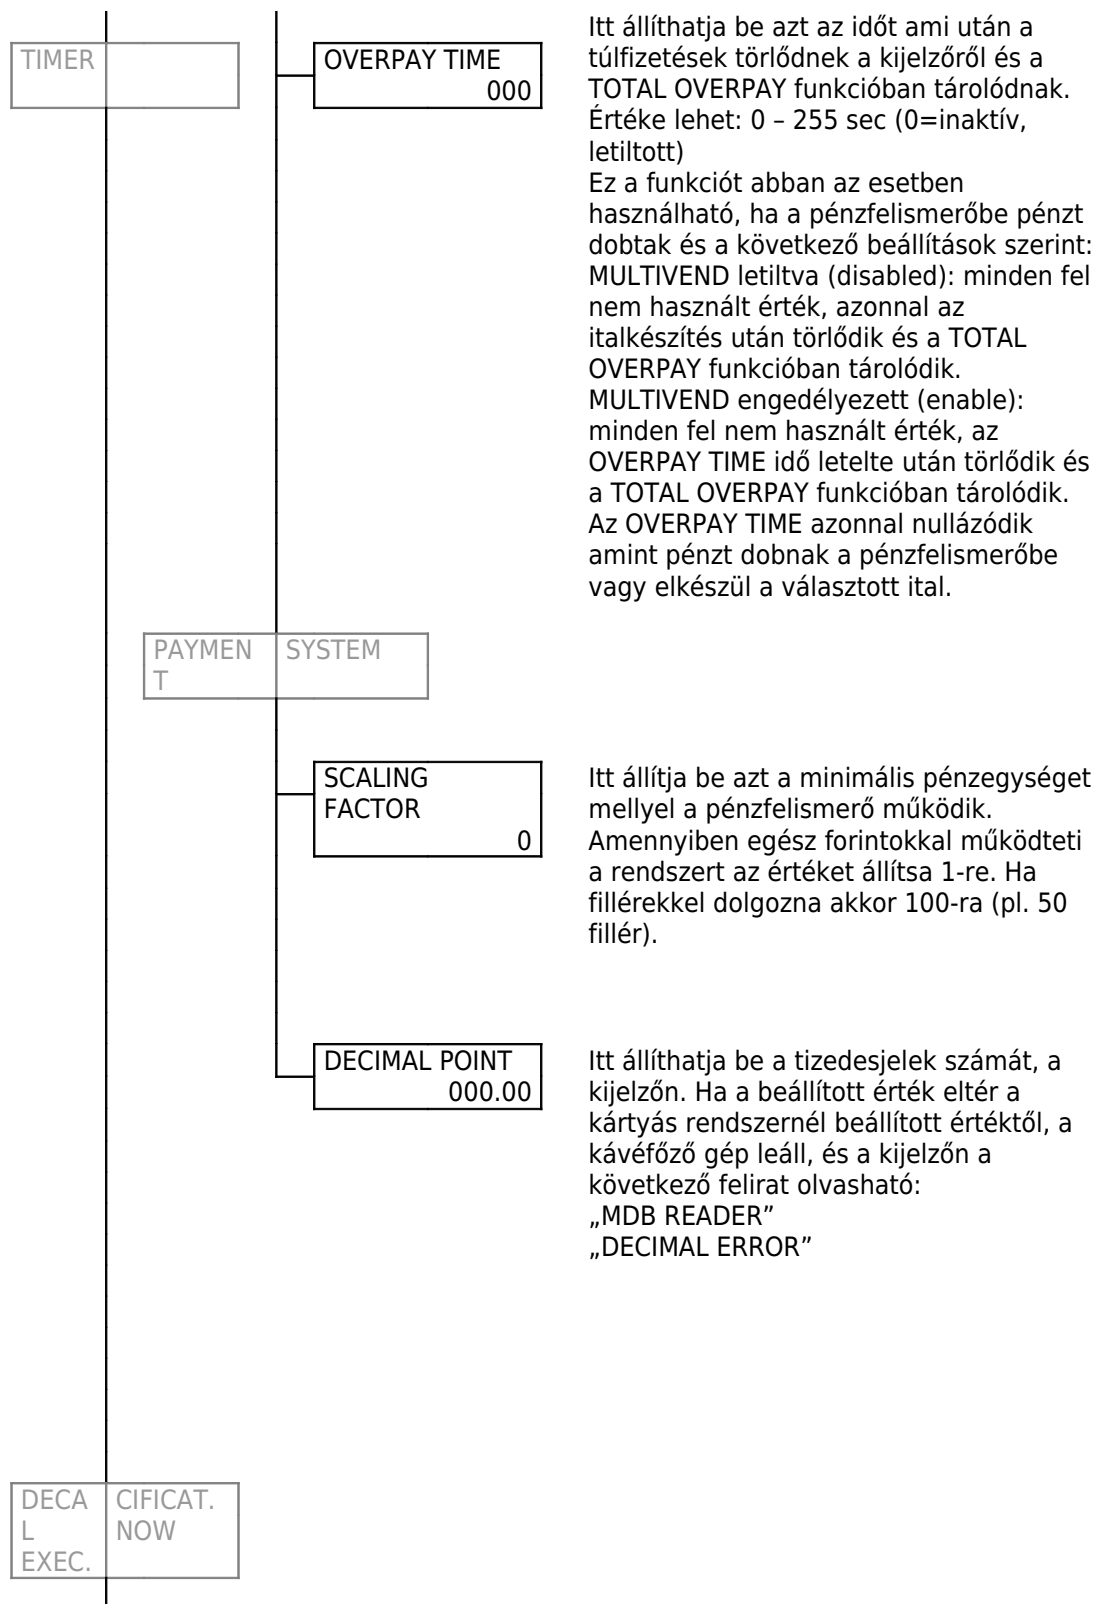 TIMER
OVERPAY TIME
000
Itt állíthatja be azt az időt ami után a
túlfizetések törlődnek a kijelzőről és a
TOTAL OVERPAY funkcióban tárolódnak.
Értéke lehet: 0 – 255 sec (0=inaktív,
letiltott)
Ez a funkciót abban az esetben
használható, ha a pénzfelismerőbe pénzt
dobtak és a következő beállítások szerint:
MULTIVEND letiltva (disabled): minden fel
nem használt érték, azonnal az
italkészítés után törlődik és a TOTAL
OVERPAY funkcióban tárolódik.
MULTIVEND engedélyezett (enable):
minden fel nem használt érték, az
OVERPAY TIME idő letelte után törlődik és
a TOTAL OVERPAY funkcióban tárolódik.
Az OVERPAY TIME azonnal nullázódik
amint pénzt dobnak a pénzfelismerőbe
vagy elkészül a választott ital.
PAYMEN SYSTEM
T
SCALING
FACTOR
0
Itt állítja be azt a minimális pénzegységet
mellyel a pénzfelismerő működik.
Amennyiben egész forintokkal működteti
a rendszert az értéket állítsa 1-re. Ha
fillérekkel dolgozna akkor 100-ra (pl. 50
fillér).
DECIMAL POINT
000.00
Itt állíthatja be a tizedesjelek számát, a
kijelzőn. Ha a beállított érték eltér a
kártyás rendszernél beállított értéktől, a
kávéfőző gép leáll, és a kijelzőn a
következő felirat olvasható:
„MDB READER”
„DECIMAL ERROR”
DECA CIFICAT.
L NOW
EXEC.